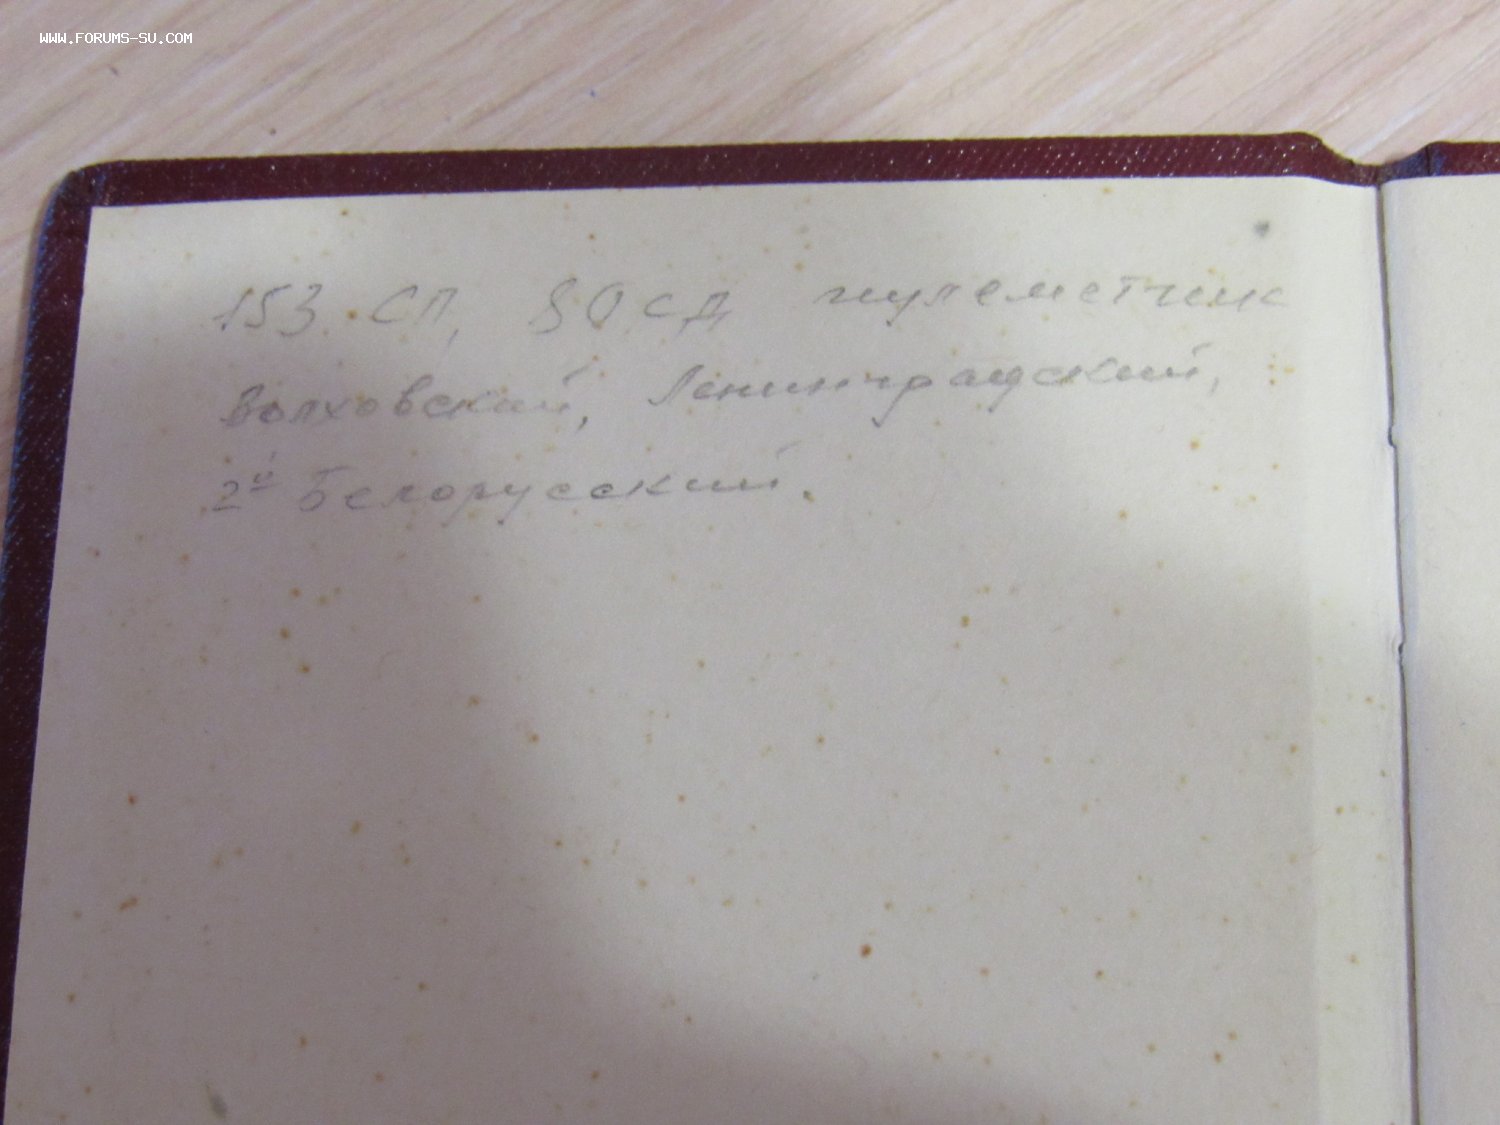 WWW.FORUMS-SU.COM
153 СП, 80 СД пулеметчик
Волховский, Ленинградский,
2й Белорусский.